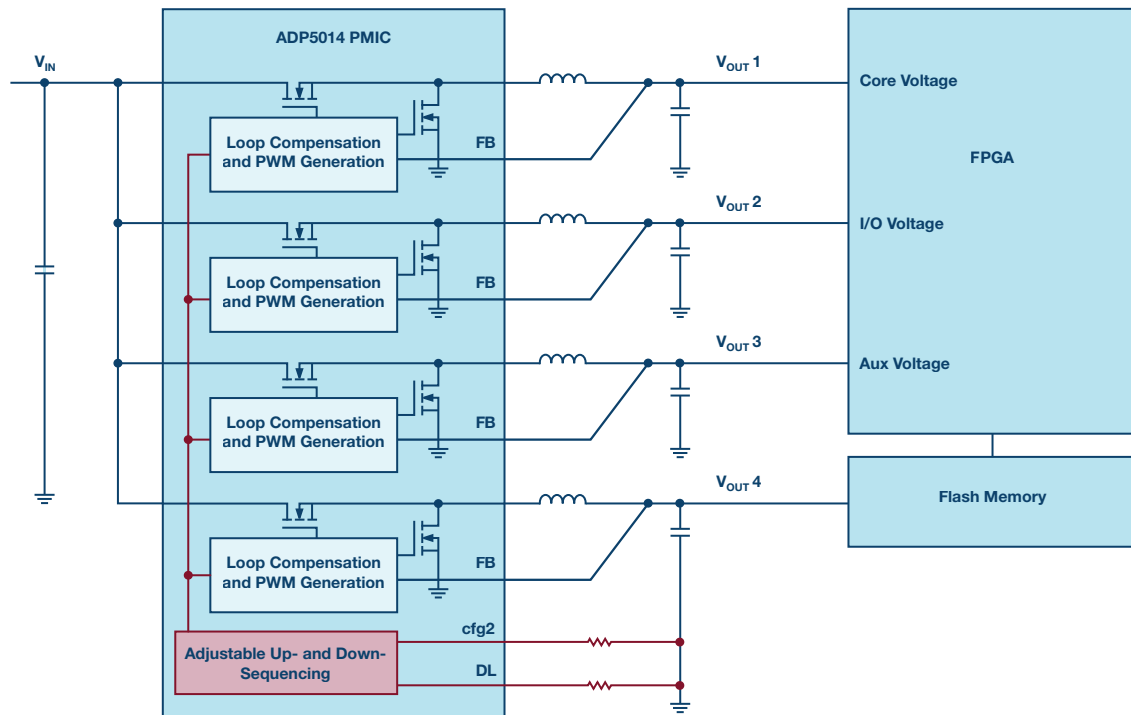 ADP5014 PMIC
VIN
VOUT 1
Core Voltage
Loop Compensation
and PWM Generation
FB
FPGA
VOUT 2
I/O Voltage
Loop Compensation
and PWM Generation
FB
VOUT 3
Aux Voltage
Loop Compensation
and PWM Generation
FB
VOUT 4
Flash Memory
Loop Compensation
and PWM Generation
FB
cfg2
Adjustable Up- and Down-
Sequencing
DL